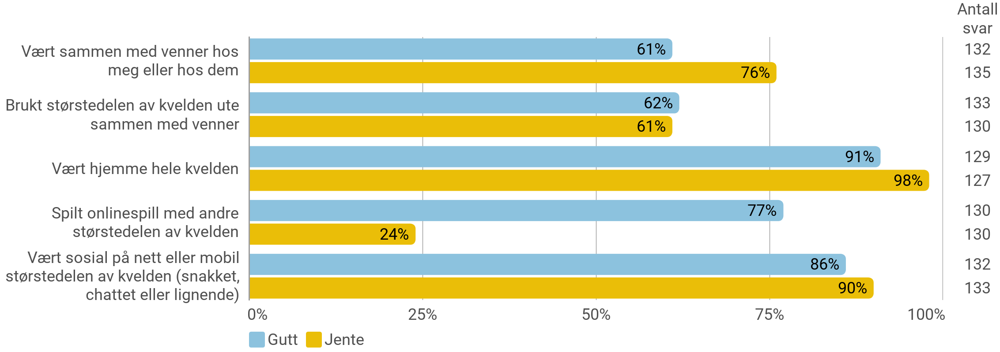 Antall
svar
Vært sammen med venner hos
meg eller hos dem
61%
132
76%
135
Brukt størstedelen av kvelden ute
sammen med venner
62%
133
61%
130
Vært hjemme hele kvelden
91%
129
98%
127
Spilt onlinespill med andre
størstedelen av kvelden
77%
130
24%
130
Vært sosial på nett eller mobil
størstedelen av kvelden (snakket,
chattet eller lignende)
86%
132
90%
133
0% 25% 50% 75% 100%
Gutt Jente